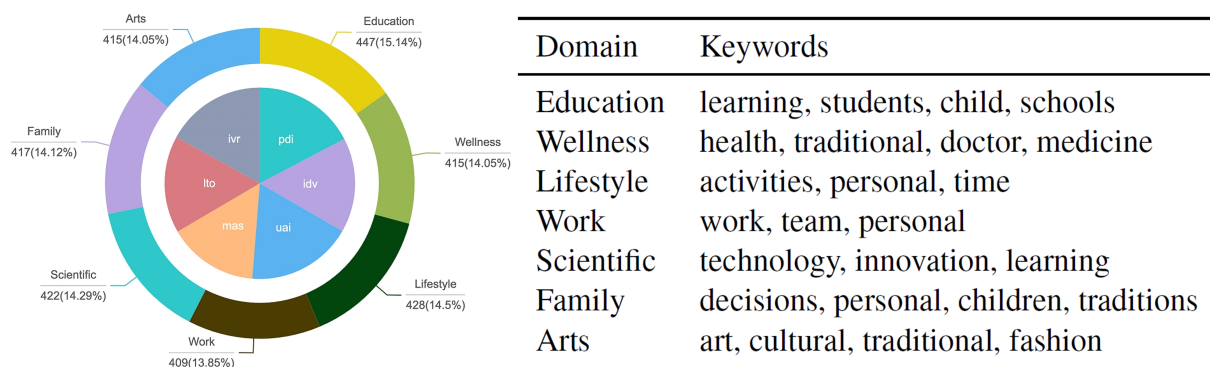 Arts
415(14.05%)
Education
447(15.14%)
Wellness
415(14.05%)
Lifestyle
428(14.5%)
Work
409(13.85%)
Scientific
422(14.29%)
Family
417(14.12%)
ivr
pdi
lto
idv
mas
uai
Domain Keywords
Education learning, students, child, schools
Wellness health, traditional, doctor, medicine
Lifestyle activities, personal, time
Work work, team, personal
Scientific technology, innovation, learning
Family decisions, personal, children, traditions
Arts art, cultural, traditional, fashion